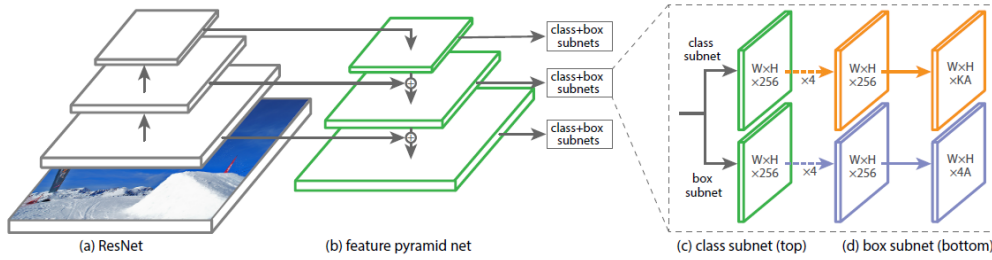 class+box
subnets
class+box
subnets
class+box
subnets
class
subnet
W×H
×256
×4
W×H
×256
W×H
×KA
W×H
×256
×4
W×H
×256
W×H
×4A
box
subnet
(a) ResNet
(b) feature pyramid net
(c) class subnet (top)
(d) box subnet (bottom)